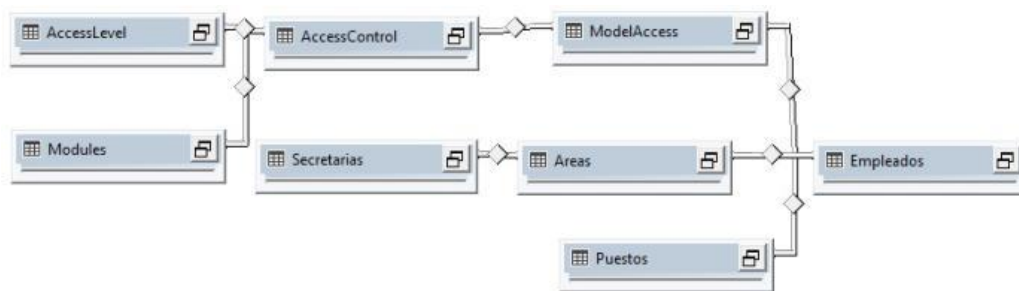 AccessLevel
AccessControl
ModelAccess
Modules
Secretarias
Areas
Empleados
Puestos